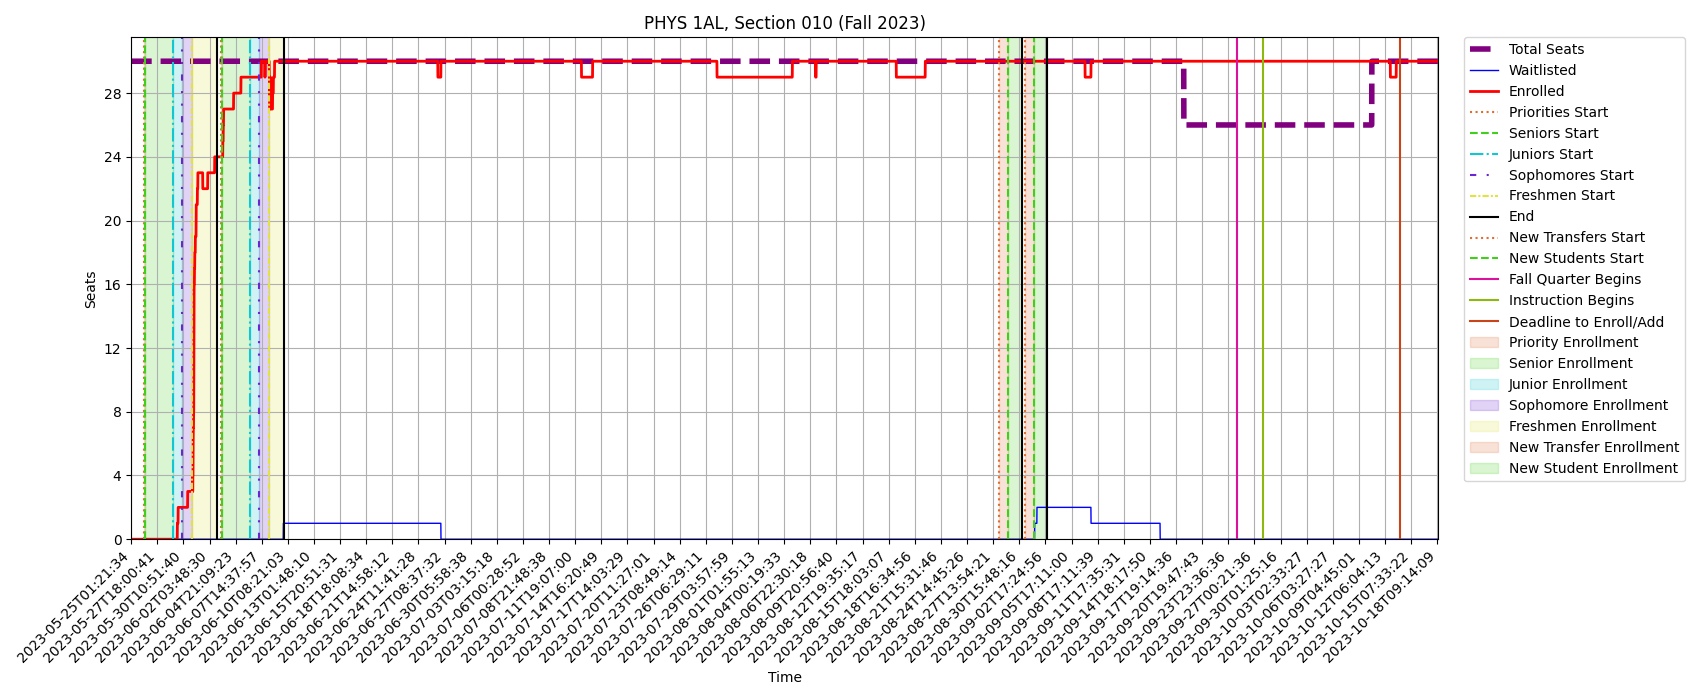 PHYS 1AL, Section 010 (Fall 2023)
Seats
28
24
20
16
12
8
4
0
2023-05-25T01:21:34
2023-05-27T18:00:41
2023-05-30T10:51:40
2023-06-02T03:48:30
2023-06-04T21:09:23
2023-06-07T14:37:57
2023-06-10T08:21:03
2023-06-13T01:48:10
2023-06-15T20:51:31
2023-06-18T18:08:34
2023-06-21T14:58:12
2023-06-24T11:41:28
2023-06-27T08:37:32
2023-06-30T05:58:38
2023-07-03T03:15:18
2023-07-06T00:28:52
2023-07-08T21:48:38
2023-07-11T19:07:00
2023-07-14T16:20:49
2023-07-17T14:03:29
2023-07-20T11:27:01
2023-07-23T08:49:14
2023-07-26T06:29:11
2023-07-29T03:57:59
2023-08-01T01:55:13
2023-08-04T00:19:33
2023-08-06T22:30:18
2023-08-09T20:56:40
2023-08-12T19:35:17
2023-08-15T18:03:07
2023-08-18T16:34:56
2023-08-21T15:31:46
2023-08-24T14:45:26
2023-08-27T13:54:21
2023-08-30T15:48:16
2023-09-02T17:24:56
2023-09-05T17:11:00
2023-09-08T17:11:39
2023-09-11T17:35:31
2023-09-14T18:17:50
2023-09-17T19:14:36
2023-09-20T19:47:43
2023-09-23T23:36:36
2023-09-27T00:21:36
2023-09-30T01:25:16
2023-10-03T02:33:27
2023-10-06T03:27:27
2023-10-09T04:45:01
2023-10-12T06:04:13
2023-10-15T07:33:22
2023-10-18T09:14:09
Time
Total Seats
Waitlisted
Enrolled
Priorities Start
Seniors Start
Juniors Start
Sophomores Start
Freshmen Start
End
New Transfers Start
New Students Start
Fall Quarter Begins
Instruction Begins
Deadline to Enroll/Add
Priority Enrollment
Senior Enrollment
Junior Enrollment
Sophomore Enrollment
Freshmen Enrollment
New Transfer Enrollment
New Student Enrollment